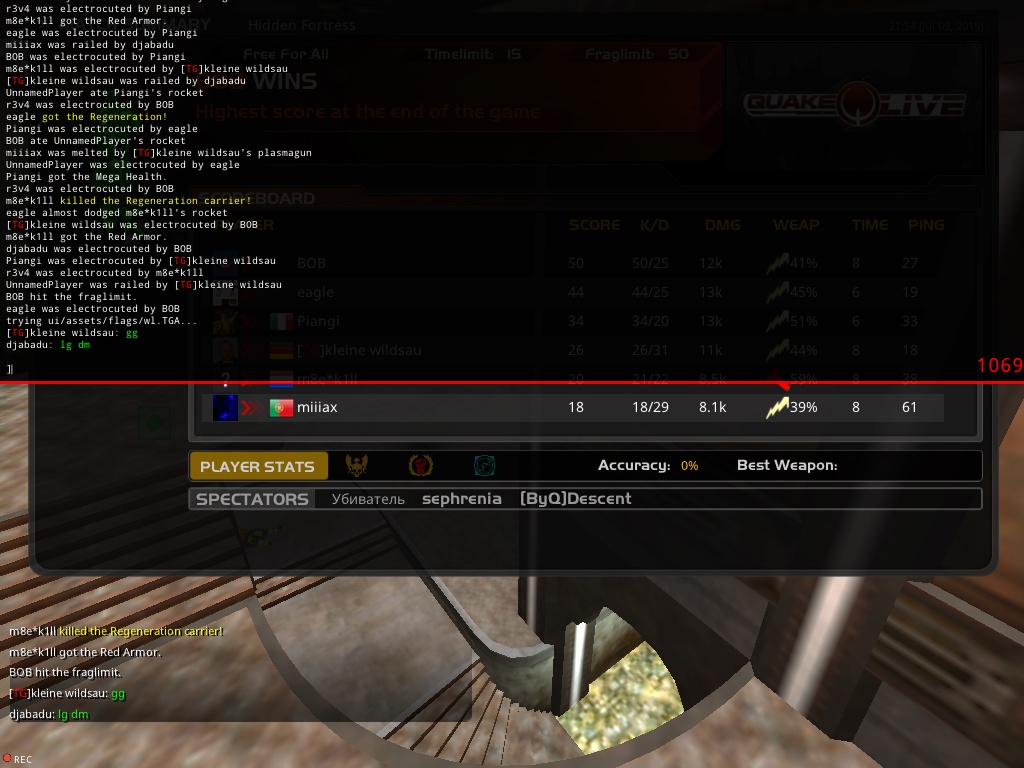 r3v4 was electrocuted by Piangi
m8e*k1ll got the Red Armor.
eagle was electrocuted by Piangi
miiiax was railed by djabadu
BOB was electrocuted by Piangi
m8e*k1ll was electrocuted by [TG]kleine wildsau
[TG]kleine wildsau was railed by djabadu
UnnamedPlayer ate Piangi's rocket
r3v4 was electrocuted by BOB
eagle got the Regeneration!
Piangi was electrocuted by eagle
BOB ate UnnamedPlayer's rocket
miiiax was melted by [TG]kleine wildsau's plasmagun
UnnamedPlayer was electrocuted by eagle
Piangi got the Mega Health.
r3v4 was electrocuted by BOB
m8e*k1ll killed the Regeneration carrier!
eagle almost dodged m8e*k1ll's rocket
[TG]kleine wildsau was electrocuted by BOB
m8e*k1ll got the Red Armor.
djabadu was electrocuted by BOB
Piangi was electrocuted by [TG]kleine wildsau
r3v4 was electrocuted by m8e*k1ll
UnnamedPlayer was railed by [TG]kleine wildsau
BOB hit the fraglimit.
eagle was electrocuted by BOB
trying ui/assets/flags/wl.TGA...
[TG]kleine wildsau: gg
djabadu: lg dm
]
1069
Hidden Fortress
Free For All Timelimit: 15 Fraglimit: 50
WINS
Highest score at the end of the game
QUAKE LIVE
SCOREBOARD
SCORE K/D DMG WEAP TIME PING
BOB 50 50/25 12k 41% 8 27
eagle 44 44/25 13k 45% 6 19
Piangi 34 34/20 13k 51% 6 33
[TG]kleine wildsau 26 26/31 11k 44% 8 18
m8e*k1ll 20 21/22 8.5k 59% 8 38
miiiax 18 18/29 8.1k 39% 8 61
PLAYER STATS Accuracy: 0% Best Weapon:
SPECTATORS Убиватель sephrenia [ByQ]Descent
m8e*k1ll killed the Regeneration carrier!
m8e*k1ll got the Red Armor.
BOB hit the fraglimit.
[TG]kleine wildsau: gg
djabadu: lg dm
REC